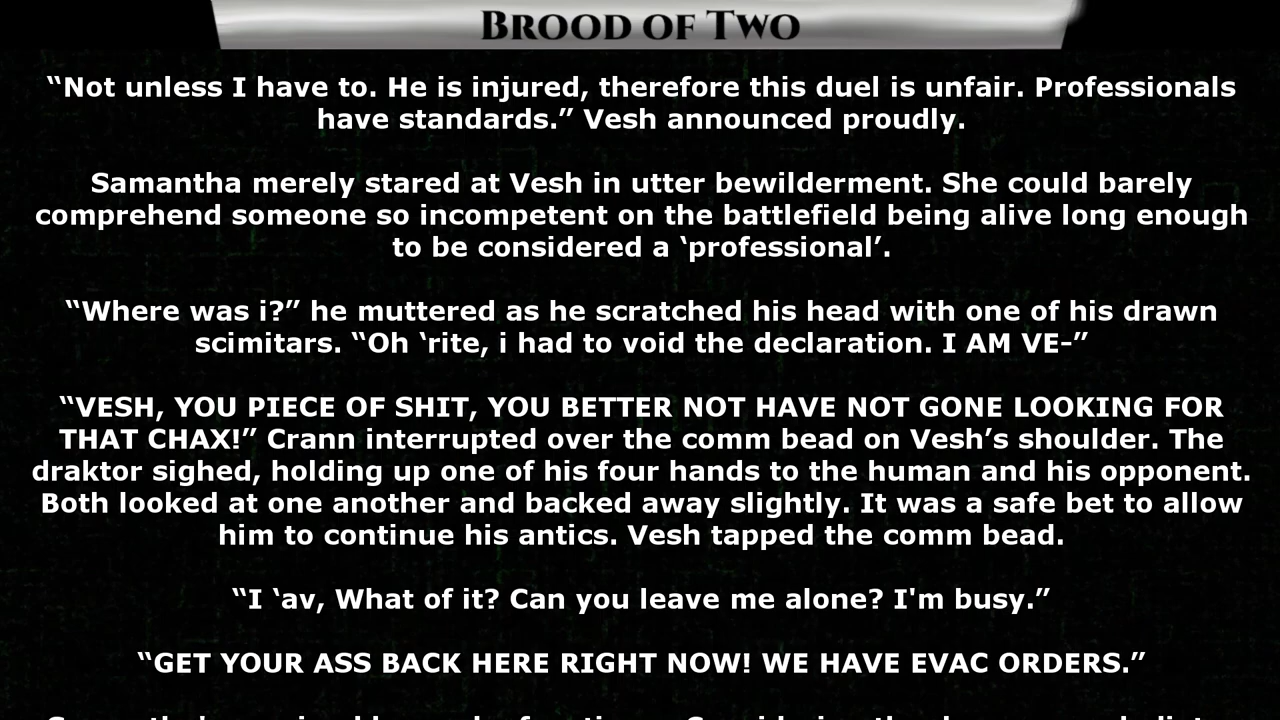 Brood of Two
“Not unless I have to. He is injured, therefore this duel is unfair. Professionals
have standards.” Vesh announced proudly.
Samantha merely stared at Vesh in utter bewilderment. She could barely
comprehend someone so incompetent on the battlefield being alive long enough
to be considered a ‘professional’.
“Where was i?” he muttered as he scratched his head with one of his drawn
scimitars. “Oh ‘rite, i had to void the declaration. I AM VE-”
“VESH, YOU PIECE OF SHIT, YOU BETTER NOT HAVE NOT GONE LOOKING FOR
THAT CHAX!” Crann interrupted over the comm bead on Vesh’s shoulder. The
draktor sighed, holding up one of his four hands to the human and his opponent.
Both looked at one another and backed away slightly. It was a safe bet to allow
him to continue his antics. Vesh tapped the comm bead.
“I ‘av, What of it? Can you leave me alone? I'm busy.”
“GET YOUR ASS BACK HERE RIGHT NOW! WE HAVE EVAC ORDERS.”